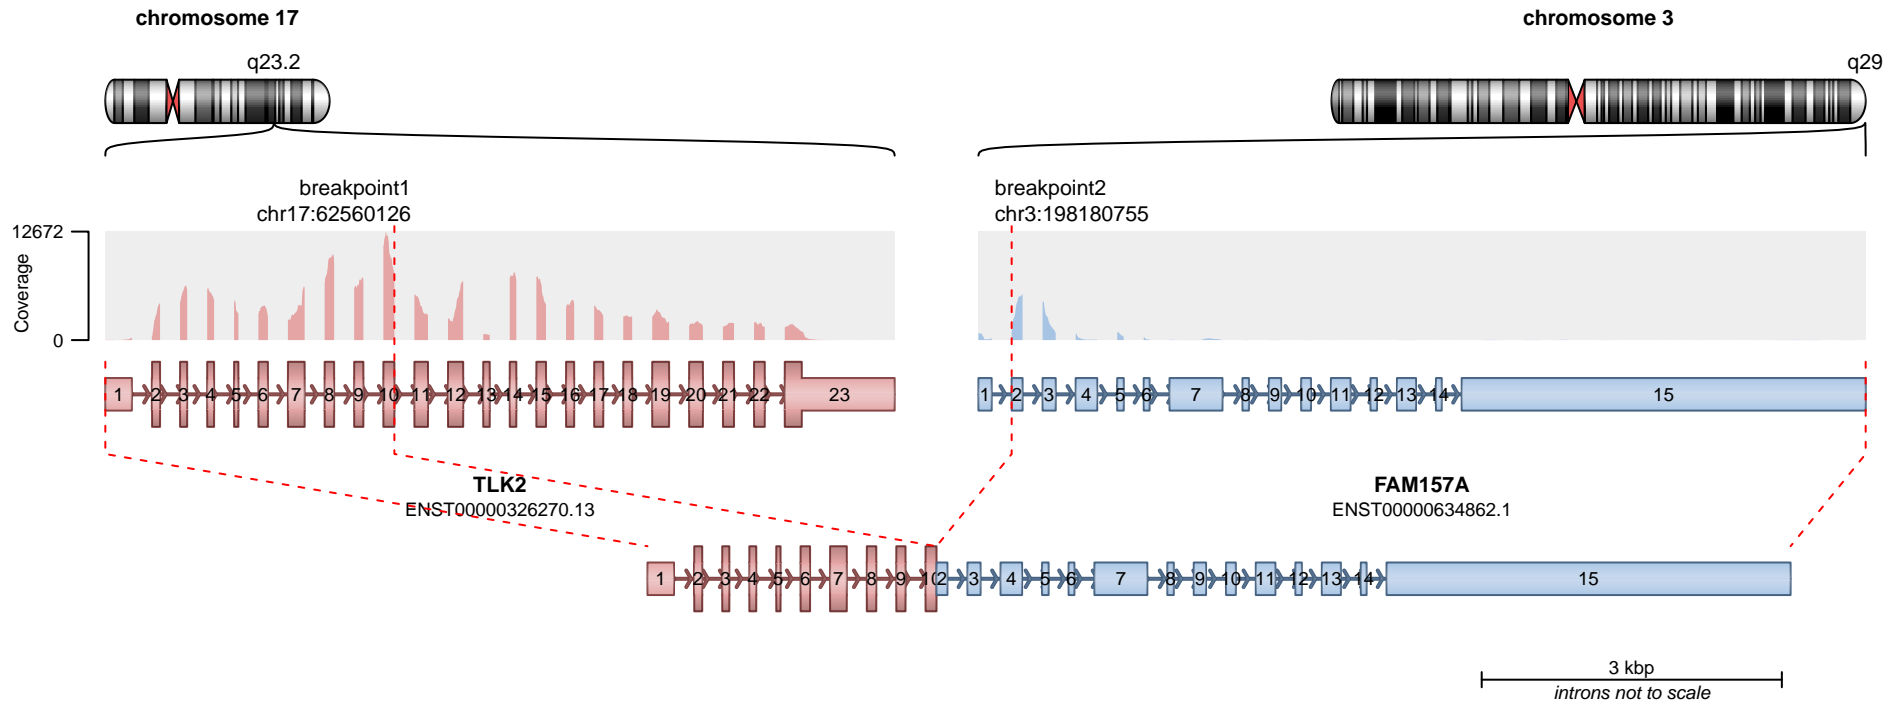 chromosome 17
chromosome 3
q23.2
q29
breakpoint1
chr17:62560126
breakpoint2
chr3:198180755
12672
Coverage
0
1 2 3 4 5 6 7 8 9 10 11 12 13 14 15 16 17 18 19 20 21 22 23
1 2 3 4 5 6 7 8 9 10 11 12 13 14 15
TLK2
ENST00000326270.13
FAM157A
ENST00000634862.1
1 2 3 4 5 6 7 8 9 10 2 3 4 5 6 7 8 9 10 11 12 13 14 15
3 kbp
introns not to scale